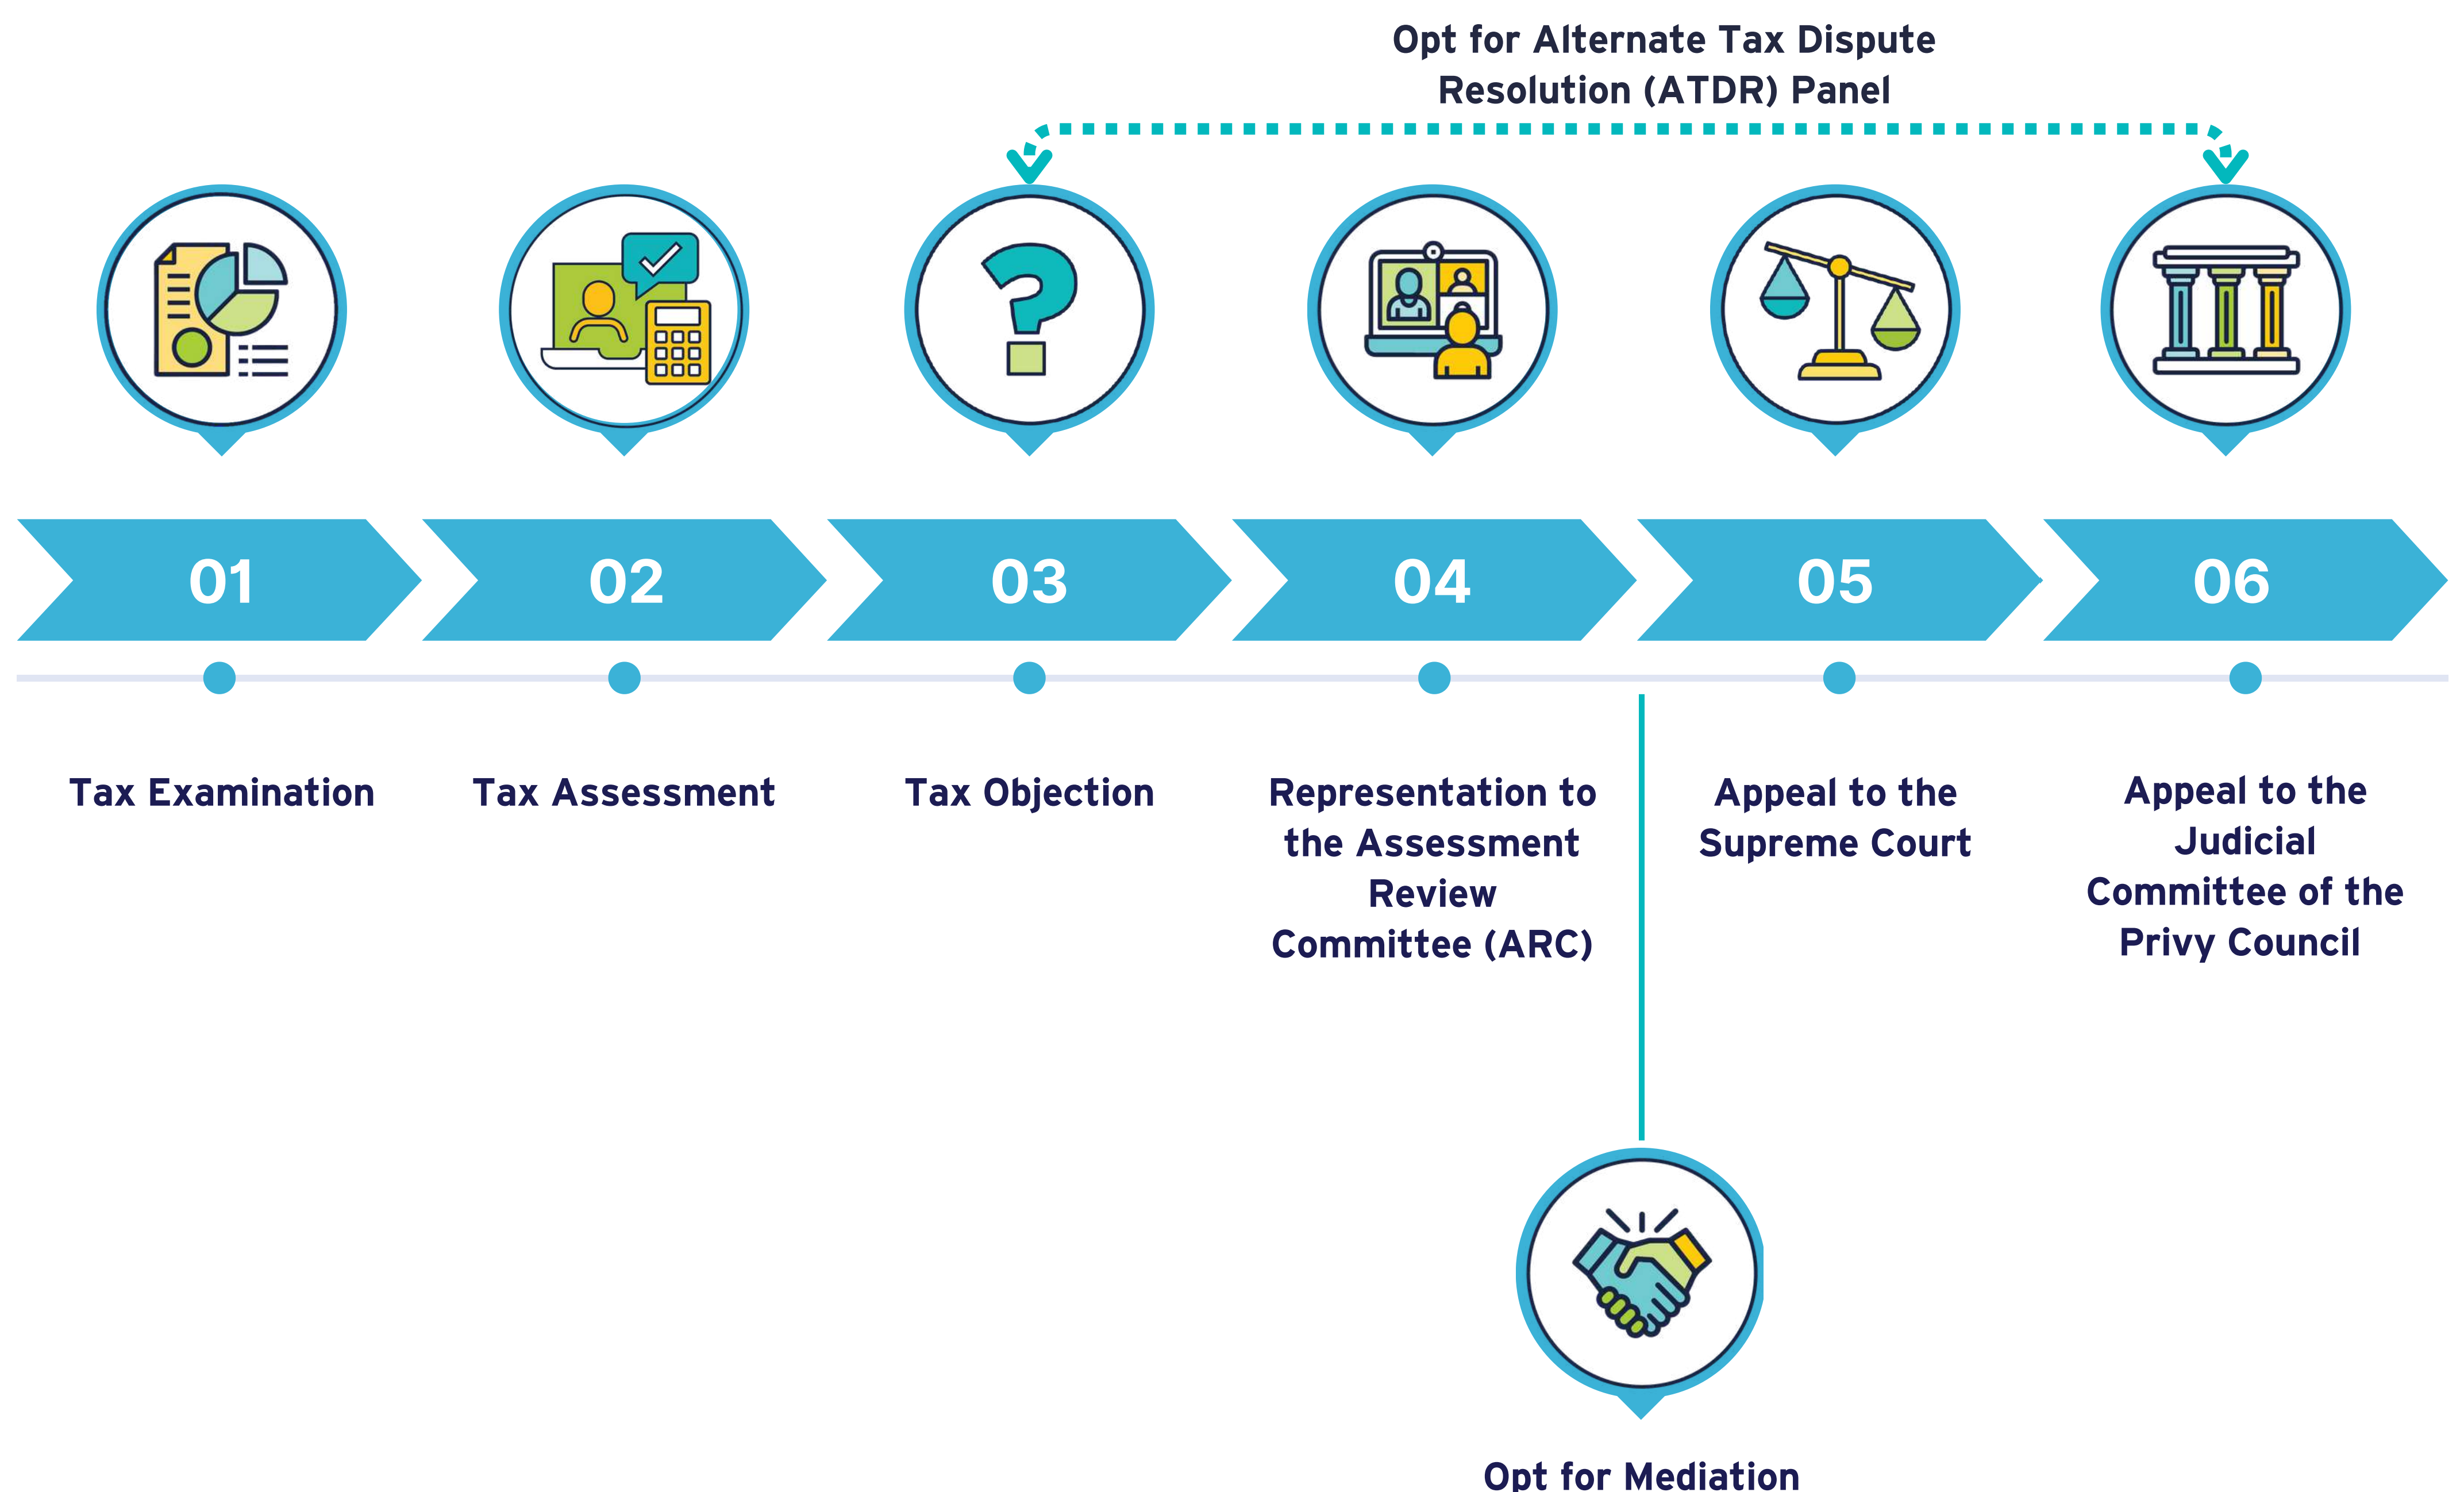 Opt for Alternate Tax Dispute
Resolution (ATDR) Panel
01
02
03
04
05
06
Tax Examination
Tax Assessment
Tax Objection
Representation to
the Assessment
Review
Committee (ARC)
Appeal to the
Supreme Court
Appeal to the
Judicial
Committee of the
Privy Council
Opt for Mediation